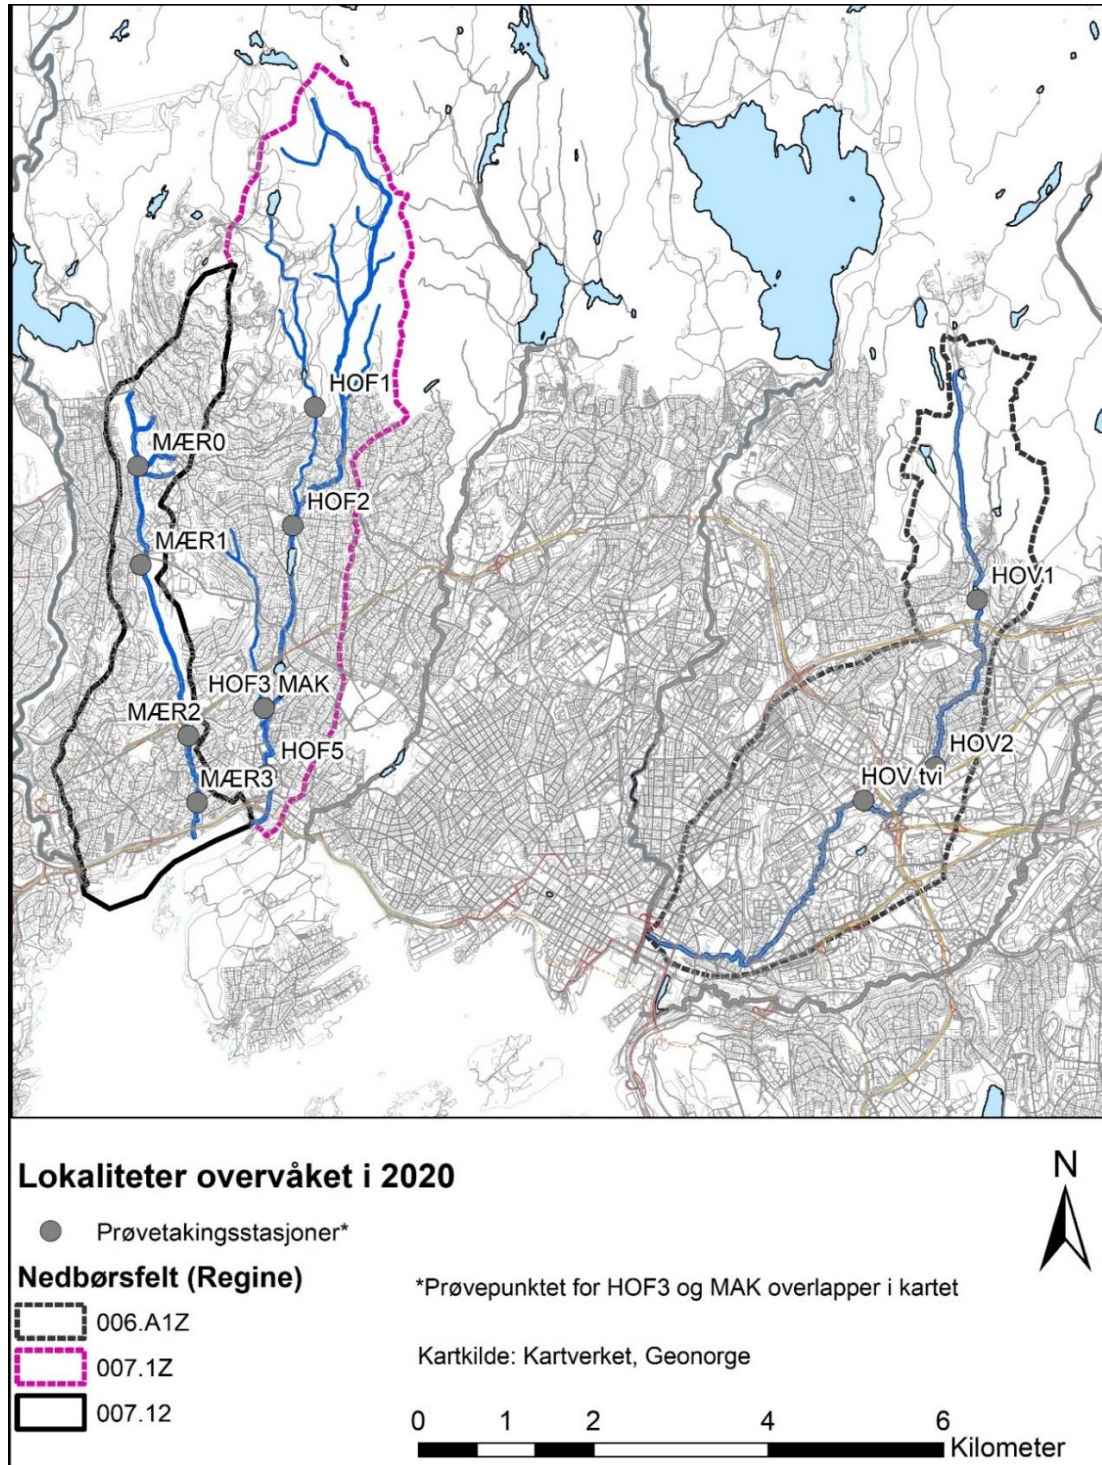 HOF1
MÆR0
HOF2
MÆR1
HOV1
HOF3 MAK
MÆR2
HOF5
HOV2
MÆR3
HOV tvi
Lokaliteter overvåket i 2020
N
Prøvetakingsstasjoner*
Nedbørsfelt (Regine)
*Prøvepunktet for HOF3 og MAK overlapper i kartet
006.A1Z
007.1Z
Kartkilde: Kartverket, Geonorge
007.12
0 1 2 4 6
Kilometer